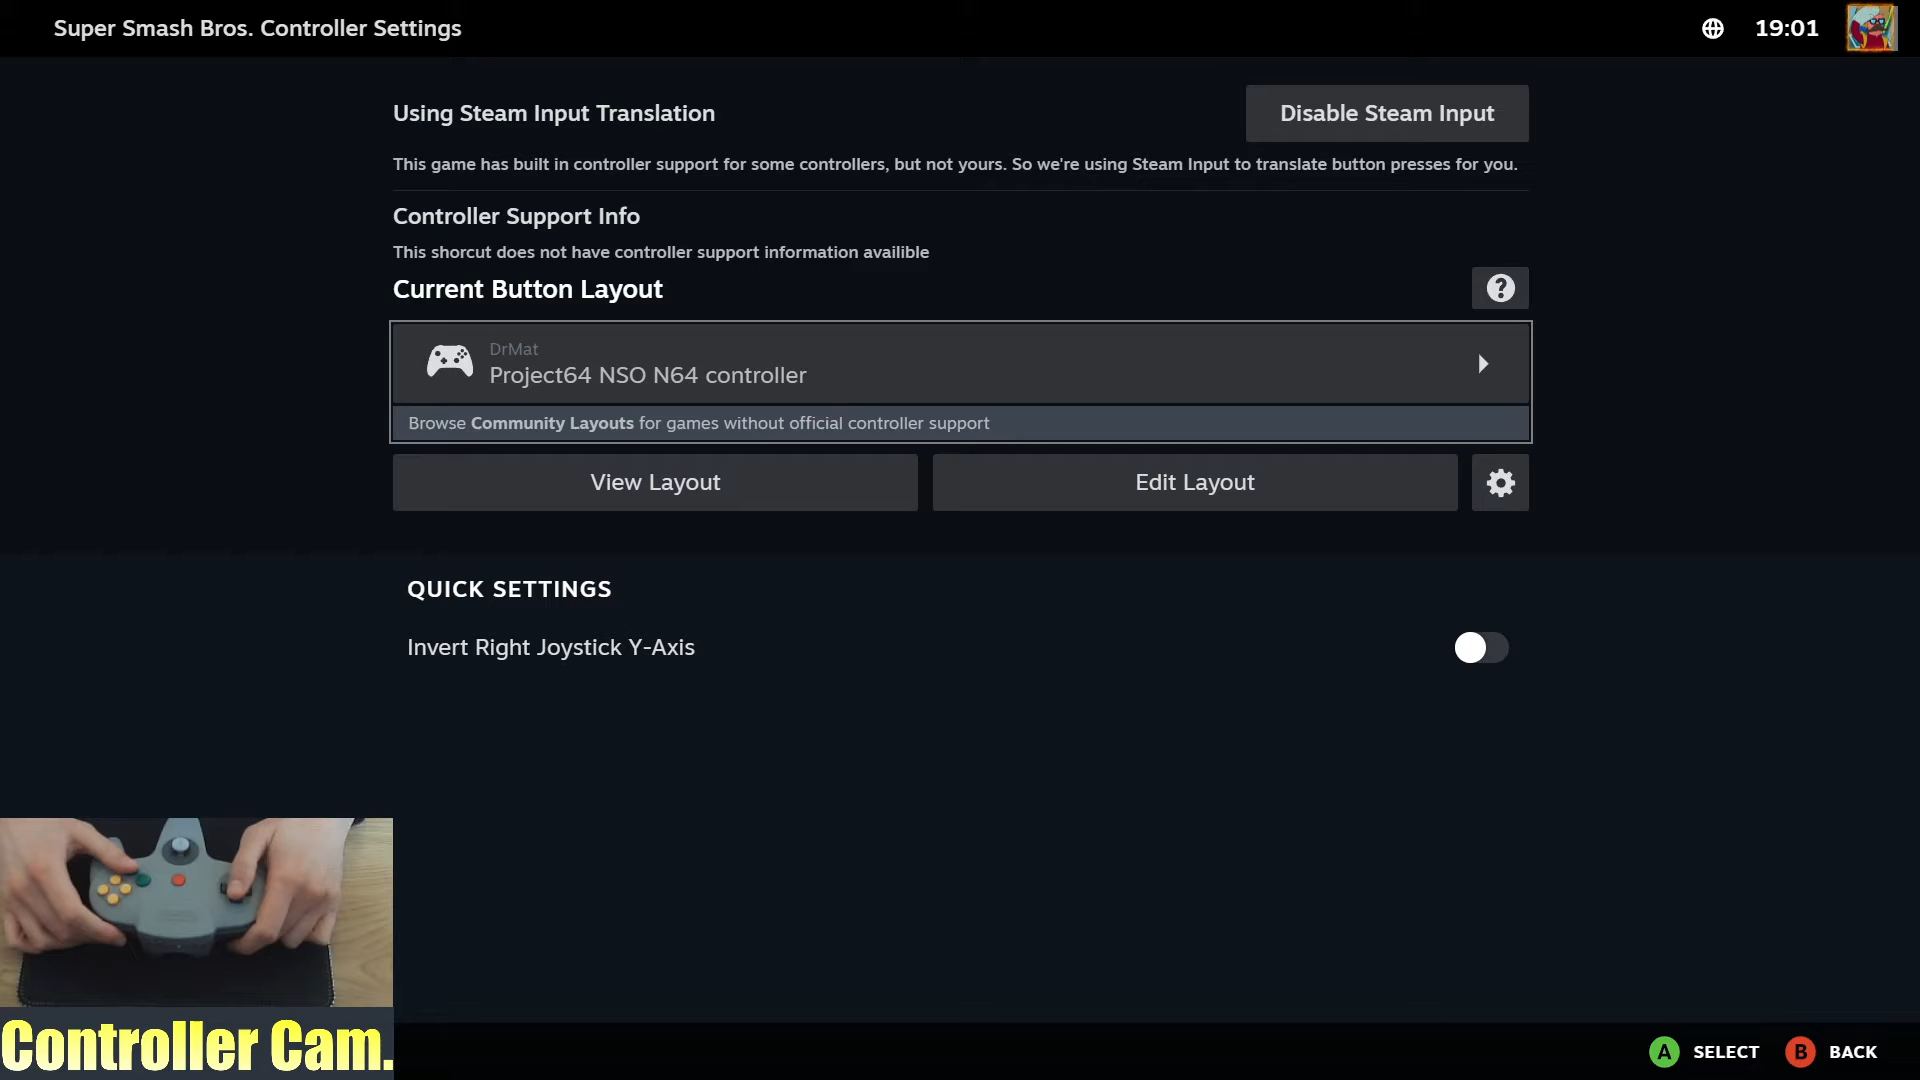 Super Smash Bros. Controller Settings
19:01
Using Steam Input Translation
Disable Steam Input
This game has built in controller support for some controllers, but not yours. So we're using Steam Input to translate button presses for you.
Controller Support Info
This shorcut does not have controller support information availible
Current Button Layout
?
DrMat
Project64 NSO N64 controller
Browse Community Layouts for games without official controller support
View Layout
Edit Layout
QUICK SETTINGS
Invert Right Joystick Y-Axis
Controller Cam.
A SELECT
B BACK